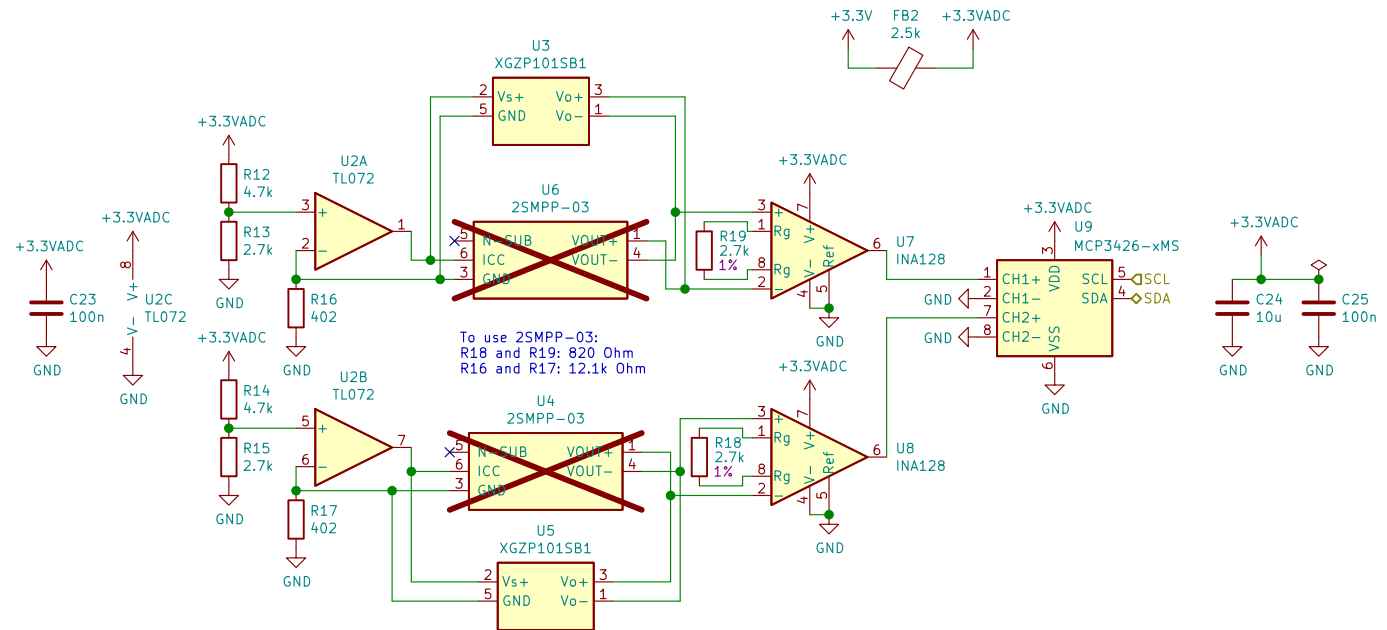 +3.3V FB2 +3.3VADC
2.5k
U3
XGZP101SB1
2 Vs+ Vo+ 3
5 GND Vo- 1
+3.3VADC
R12
4.7k
R13
2.7k
GND
U2A
TL072
3 + 1
2 -
R16
402
GND
U6
2SMPP-03
5 N-SUB VOUT+ 1
6 ICC VOUT- 4
3 GND
+3.3VADC
3 + 7 V+
1 Rg
R19
2.7k
1%
8 Rg
2 - V- Ref
4 5
6 U7
INA128
GND
+3.3VADC
U9
MCP3426-xMS
3 VDD
1 CH1+ SCL 5 SCL
GND 2 CH1- SDA 4 SDA
7 CH2+
GND 8 CH2-
VSS
6
GND
+3.3VADC
C24
10u
GND
C25
100n
GND
+3.3VADC
C23
100n
GND
+3.3VADC
8
V+
U2C
TL072
V-
4
GND
To use 2SMPP-03:
R18 and R19: 820 Ohm
R16 and R17: 12.1k Ohm
+3.3VADC
R14
4.7k
R15
2.7k
GND
U2B
TL072
5 + 7
6 -
R17
402
GND
U4
2SMPP-03
5 N-SUB VOUT+ 1
6 ICC VOUT- 4
3 GND
+3.3VADC
3 + 7 V+
1 Rg
R18
2.7k
1%
8 Rg
2 - V- Ref
4 5
6 U8
INA128
GND
U5
XGZP101SB1
2 Vs+ Vo+ 3
5 GND Vo- 1